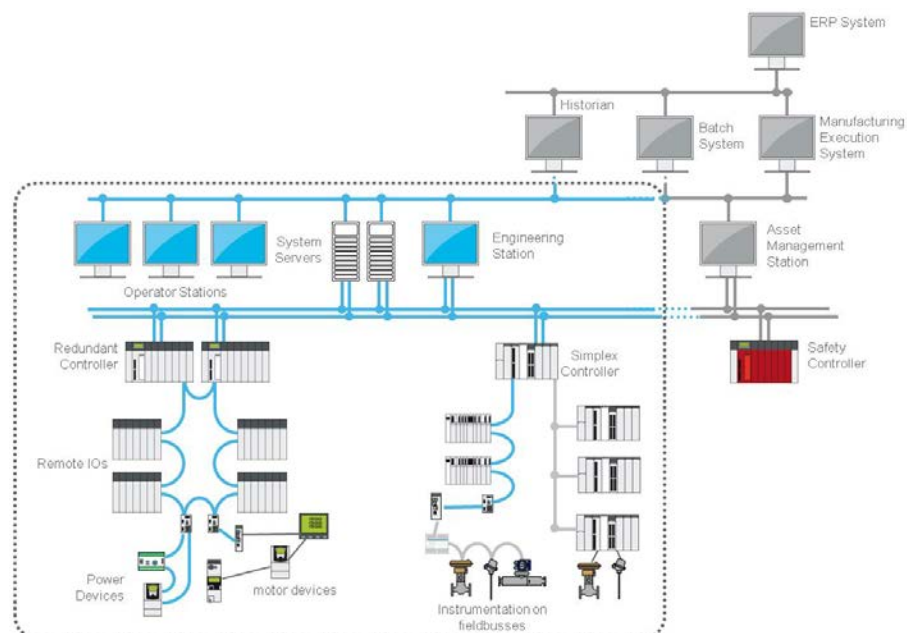 ERP System
Historian
Batch
System
Manufacturing
Execution
System
System
Servers
Engineering
Station
Asset
Management
Station
Operator Stations
Redundant
Controller
Simplex
Controller
Safety
Controller
Remote IOs
Power
Devices
motor devices
Instrumentation on
fieldbusses